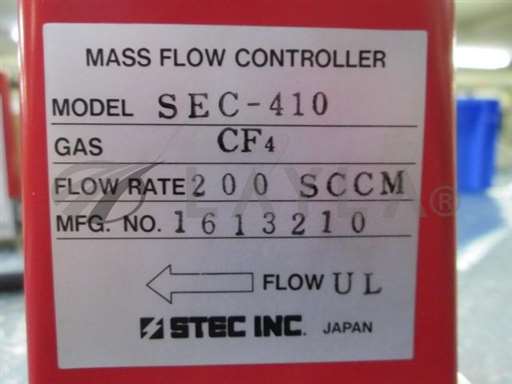 MASS FLOW CONTROLLER
MODEL SEC-410
GAS CF4
FLOW RATE 200 SCCM
MFG. NO. 1613210
FLOW UL
STEC INC. JAPAN
LAYLA®